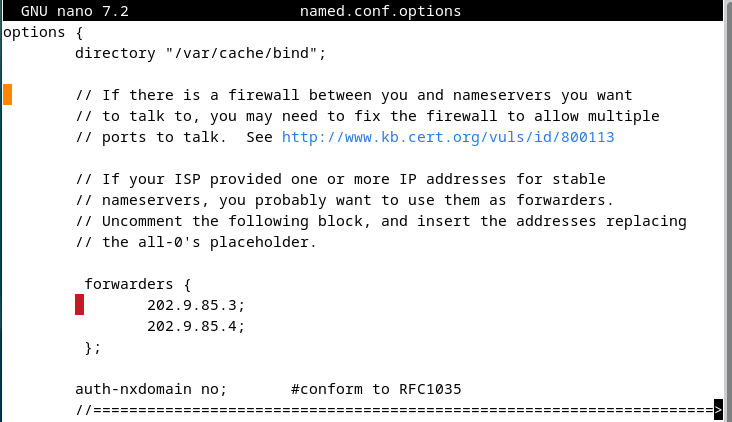 GNU nano 7.2 named.conf.options
options {
directory "/var/cache/bind";
// If there is a firewall between you and nameservers you want
// to talk to, you may need to fix the firewall to allow multiple
// ports to talk.  See http://www.kb.cert.org/vuls/id/800113
// If your ISP provided one or more IP addresses for stable
// nameservers, you probably want to use them as forwarders.
// Uncomment the following block, and insert the addresses replacing
// the all-0's placeholder.
forwarders {
202.9.85.3;
202.9.85.4;
};
auth-nxdomain no;       #conform to RFC1035
//=====================================================================>